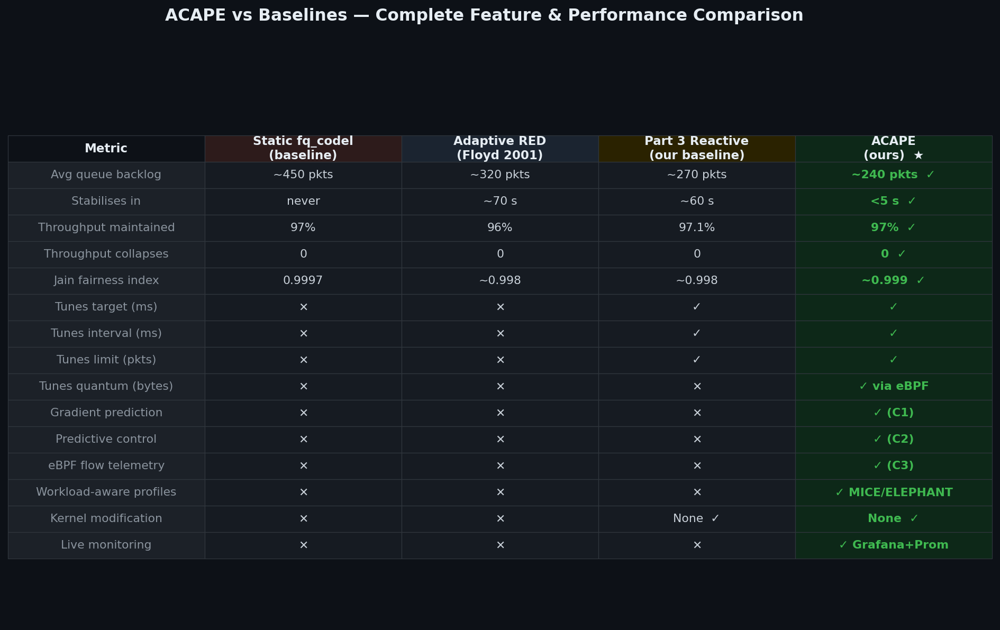 ACAPE vs Baselines — Complete Feature & Performance Comparison
Metric
Static fq_codel
(baseline)
Adaptive RED
(Floyd 2001)
Part 3 Reactive
(our baseline)
ACAPE
(ours) ★
Avg queue backlog ~450 pkts ~320 pkts ~270 pkts ~240 pkts ✓
Stabilises in never ~70 s ~60 s <5 s ✓
Throughput maintained 97% 96% 97.1% 97% ✓
Throughput collapses 0 0 0 0 ✓
Jain fairness index 0.9997 ~0.998 ~0.998 ~0.999 ✓
Tunes target (ms) ✕ ✕ ✓ ✓
Tunes interval (ms) ✕ ✕ ✓ ✓
Tunes limit (pkts) ✕ ✕ ✓ ✓
Tunes quantum (bytes) ✕ ✕ ✕ ✓ via eBPF
Gradient prediction ✕ ✕ ✕ ✓ (C1)
Predictive control ✕ ✕ ✕ ✓ (C2)
eBPF flow telemetry ✕ ✕ ✕ ✓ (C3)
Workload-aware profiles ✕ ✕ ✕ ✓ MICE/ELEPHANT
Kernel modification ✕ ✕ None ✓ None ✓
Live monitoring ✕ ✕ ✕ ✓ Grafana+Prom